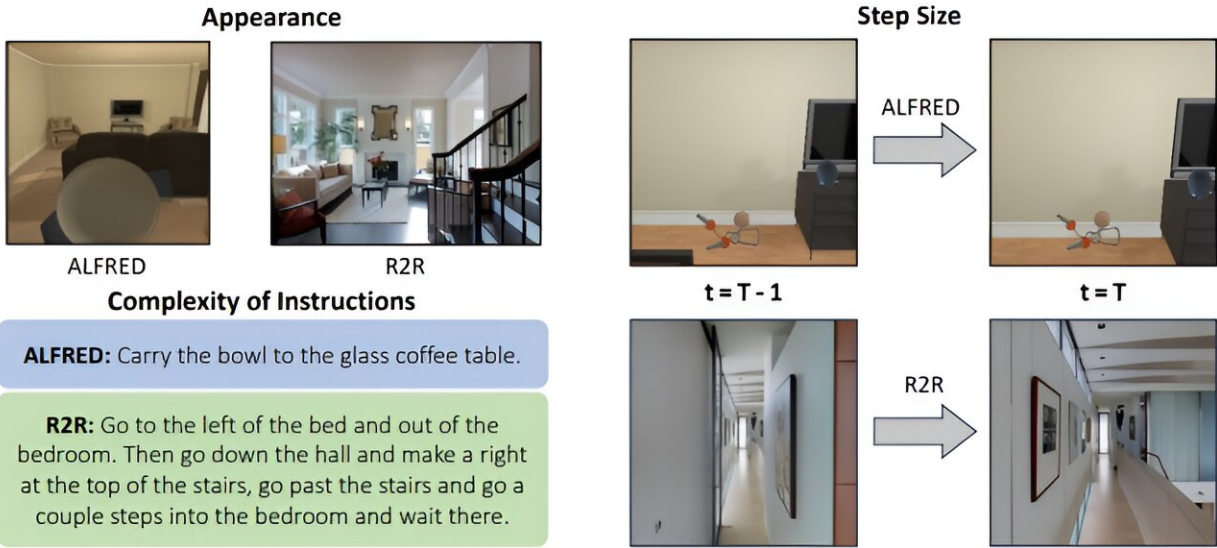 Appearance
ALFRED
R2R
Complexity of Instructions
ALFRED: Carry the bowl to the glass coffee table.
R2R: Go to the left of the bed and out of the
bedroom. Then go down the hall and make a right
at the top of the stairs, go past the stairs and go a
couple steps into the bedroom and wait there.
Step Size
ALFRED
t = T - 1
t = T
R2R